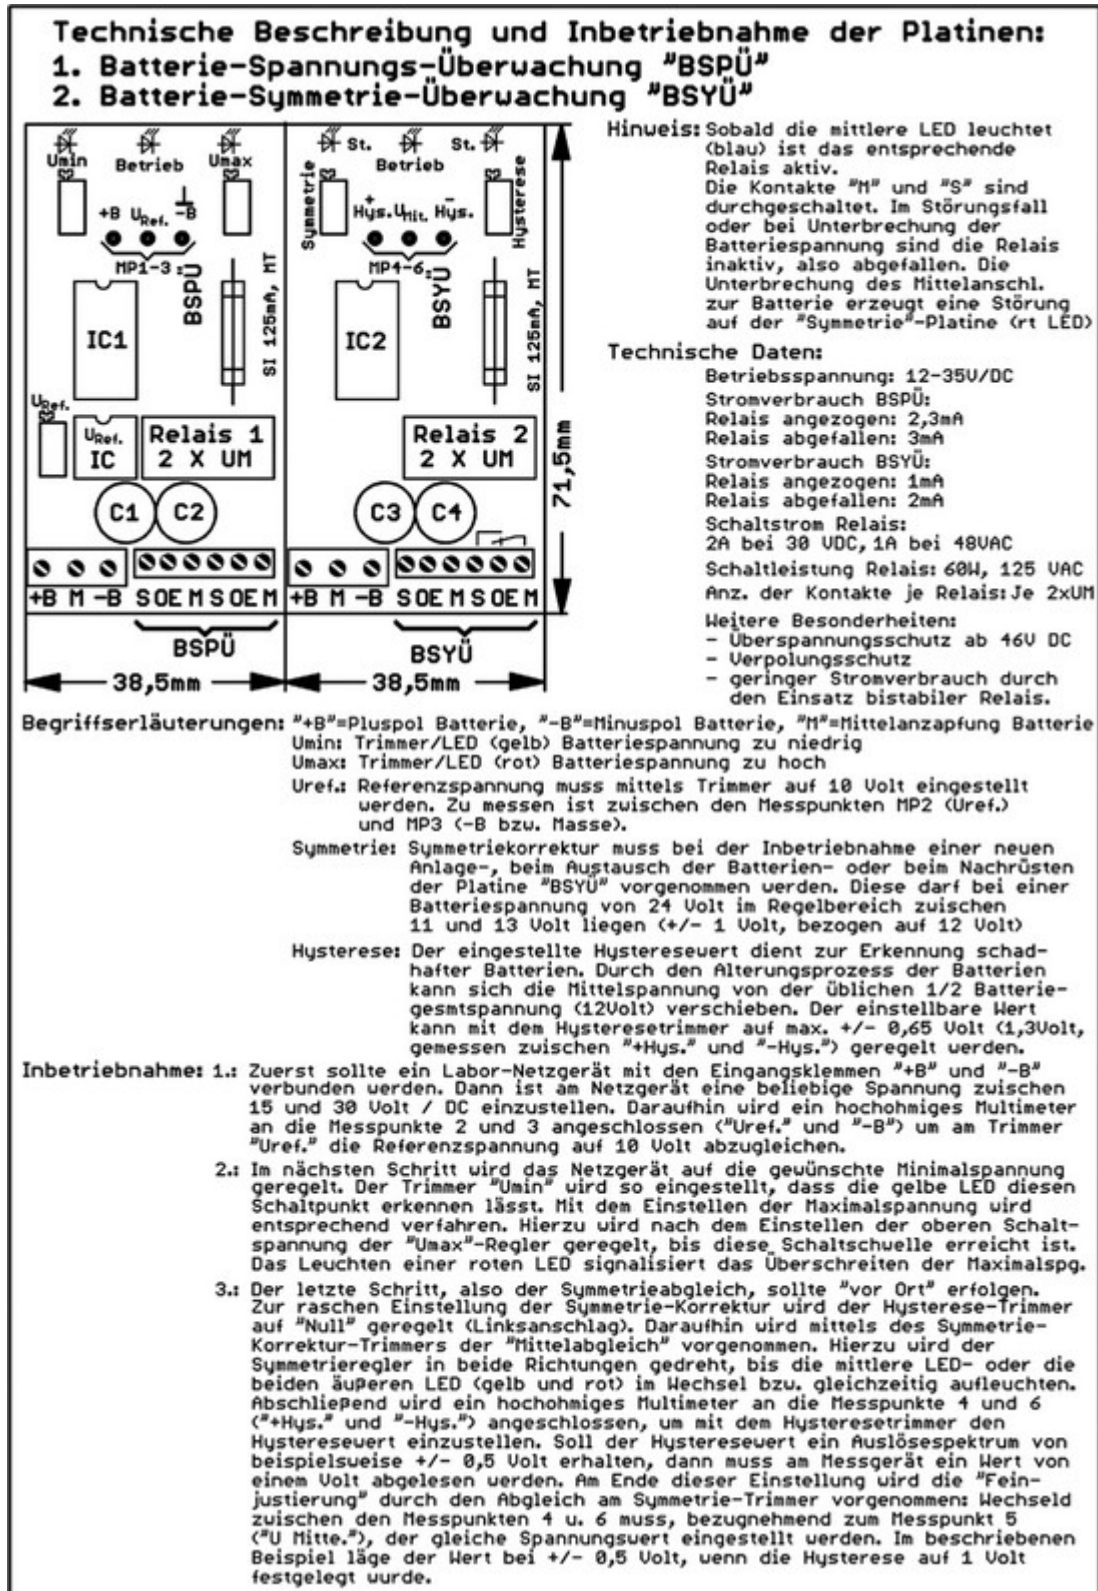 Technische Beschreibung und Inbetriebnahme der Platinen:
1. Batterie-Spannungs-Überwachung "BSPÜ"
2. Batterie-Symmetrie-Überwachung "BSYÜ"
Umin
Betrieb
Umax
+B URef. -B
MP1-3 :
BSPÜ
IC1
SI 125mA, MT
URef.
URef.
IC
Relais 1
2 X UM
C1
C2
+B M -B S OE M S OE M
BSPÜ
38,5mm
St.
Betrieb
St.
Symmetrie
Hysterese
+ -
Hys. UMit. Hys.
MP4-6 :
BSYÜ
IC2
SI 125mA, MT
Relais 2
2 X UM
C3
C4
+B M -B S OE M S OE M
BSYÜ
38,5mm
71,5mm
Hinweis: Sobald die mittlere LED leuchtet
(blau) ist das entsprechende
Relais aktiv.
Die Kontakte "M" und "S" sind
durchgeschaltet. Im Störungsfall
oder bei Unterbrechung der
Batteriespannung sind die Relais
inaktiv, also abgefallen. Die
Unterbrechung des Mittelanschl.
zur Batterie erzeugt eine Störung
auf der "Symmetrie"-Platine (rt LED)
Technische Daten:
Betriebsspannung: 12-35V/DC
Stromverbrauch BSPÜ:
Relais angezogen: 2,3mA
Relais abgefallen: 3mA
Stromverbrauch BSYÜ:
Relais angezogen: 1mA
Relais abgefallen: 2mA
Schaltstrom Relais:
2A bei 30 VDC, 1A bei 48VAC
Schaltleistung Relais: 60W, 125 VAC
Anz. der Kontakte je Relais: Je 2xUM
Weitere Besonderheiten:
- Überspannungsschutz ab 46V DC
- Verpolungsschutz
- geringer Stromverbrauch durch
den Einsatz bistabiler Relais.
Begriffserläuterungen: "+B"=Pluspol Batterie, "-B"=Minuspol Batterie, "M"=Mittelanzapfung Batterie
Umin: Trimmer/LED (gelb) Batteriespannung zu niedrig
Umax: Trimmer/LED (rot) Batteriespannung zu hoch
Uref.: Referenzspannung muss mittels Trimmer auf 10 Volt eingestellt
werden. Zu messen ist zwischen den Messpunkten MP2 (Uref.)
und MP3 (-B bzw. Masse).
Symmetrie: Symmetriekorrektur muss bei der Inbetriebnahme einer neuen
Anlage-, beim Austausch der Batterien- oder beim Nachrüsten
der Platine "BSYÜ" vorgenommen werden. Diese darf bei einer
Batteriespannung von 24 Volt im Regelbereich zwischen
11 und 13 Volt liegen (+/- 1 Volt, bezogen auf 12 Volt)
Hysterese: Der eingestellte Hysteresewert dient zur Erkennung schad-
hafter Batterien. Durch den Alterungsprozess der Batterien
kann sich die Mittelspannung von der üblichen 1/2 Batterie-
gesmtspannung (12Volt) verschieben. Der einstellbare Wert
kann mit dem Hysteresetrimmer auf max. +/- 0,65 Volt (1,3Volt,
gemessen zwischen "+Hys." und "-Hys.") geregelt werden.
Inbetriebnahme: 1.: Zuerst sollte ein Labor-Netzgerät mit den Eingangsklemmen "+B" und "-B"
verbunden werden. Dann ist am Netzgerät eine beliebige Spannung zwischen
15 und 30 Volt / DC einzustellen. Daraufhin wird ein hochohmiges Multimeter
an die Messpunkte 2 und 3 angeschlossen ("Uref." und "-B") um am Trimmer
"Uref." die Referenzspannung auf 10 Volt abzugleichen.
2.: Im nächsten Schritt wird das Netzgerät auf die gewünschte Minimalspannung
geregelt. Der Trimmer "Umin" wird so eingestellt, dass die gelbe LED diesen
Schaltpunkt erkennen lässt. Mit dem Einstellen der Maximalspannung wird
entsprechend verfahren. Hierzu wird nach dem Einstellen der oberen Schalt-
spannung der "Umax"-Regler geregelt, bis diese Schaltschwelle erreicht ist.
Das Leuchten einer roten LED signalisiert das Überschreiten der Maximalspg.
3.: Der letzte Schritt, also der Symmetrieabgleich, sollte "vor Ort" erfolgen.
Zur raschen Einstellung der Symmetrie-Korrektur wird der Hysterese-Trimmer
auf "Null" geregelt (Linksanschlag). Daraufhin wird mittels des Symmetrie-
Korrektur-Trimmers der "Mittelabgleich" vorgenommen. Hierzu wird der
Symmetrieregler in beide Richtungen gedreht, bis die mittlere LED- oder die
beiden äußeren LED (gelb und rot) im Wechsel bzw. gleichzeitig aufleuchten.
Abschließend wird ein hochohmiges Multimeter an die Messpunkte 4 und 6
("+Hys." und "-Hys.") angeschlossen, um mit dem Hysteresetrimmer den
Hysteresewert einzustellen. Soll der Hysteresewert ein Auslösespektrum von
beispielsweise +/- 0,5 Volt erhalten, dann muss am Messgerät ein Wert von
einem Volt abgelesen werden. Am Ende dieser Einstellung wird die "Fein-
justierung" durch den Abgleich am Symmetrie-Trimmer vorgenommen: Wechseld
zwischen den Messpunkten 4 u. 6 muss, bezugnehmend zum Messpunkt 5
("U Mitte."), der gleiche Spannungswert eingestellt werden. Im beschriebenen
Beispiel läge der Wert bei +/- 0,5 Volt, wenn die Hysterese auf 1 Volt
festgelegt wurde.